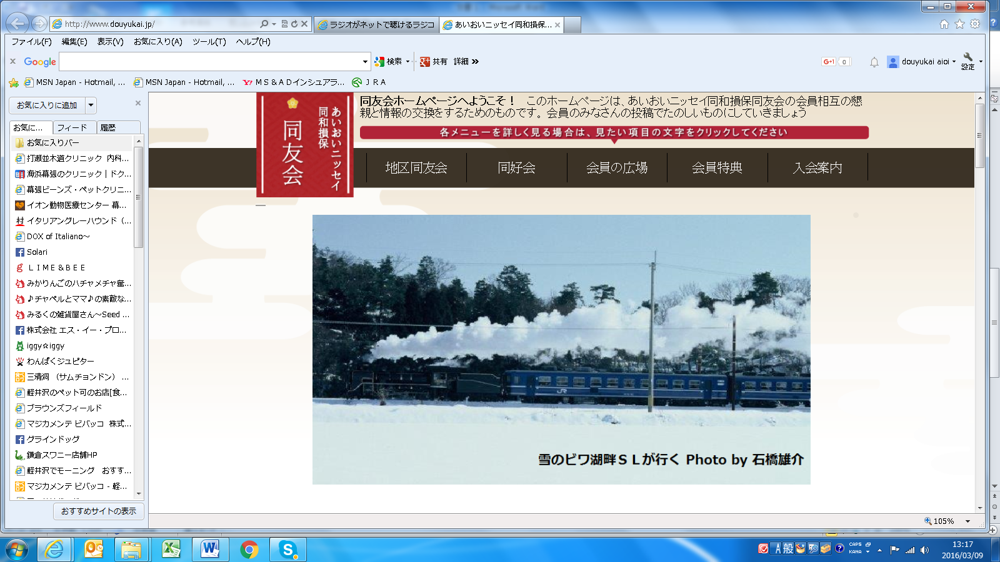 http://www.douyukai.jp/
ラジオがネットで聴けるラジコ
あいおいニッセイ同和損保...
ファイル(F) 編集(E) 表示(V) お気に入り(A) ツール(T) ヘルプ(H)
Google 検索 共有 詳細 G+1 0 douyukai aioi 設定
MSN Japan - Hotmail, ... MSN Japan - Hotmail, ... ＭＳ＆ＡＤインシュアラ... ＪＲＡ
お気に入りに追加
お気に... フィード 履歴
お気に入りバー
打瀬並木道クリニック 内科...
海浜幕張のクリニック｜ドク...
幕張ビーンズ・ペットクリニ...
イオン動物医療センター 幕...
イタリアングレーハウンド（...
DOX of Italiano～
Solari
ＬＩＭＥ＆ＢＥＥ
みかりんごのハチャメチャ奮...
♪チャペルとママ♪の素敵な...
みるくの雑貨屋さん～Seed ...
株式会社 エス・イー・プロ...
iggy☆iggy
わんぱくジュピター
三清洞 （サムチョンドン） ...
軽井沢のペット可のお店[食...
ブラウンズフィールド
マジカメンテ ビバッコ 株式...
グラインドッグ
鎌倉スワニー店舗HP
軽井沢でモーニング おすす...
マジカメンテ ビバッコ - 軽...
おすすめサイトの表示
あいおいニッセイ
同和損保
同友会
同友会ホームページへようこそ！ このホームページは、あいおいニッセイ同和損保同友会の会員相互の懇
親と情報の交換をするためのものです。会員のみなさんの投稿でたのしいものにしていきましょう
各メニューを詳しく見る場合は、見たい項目の文字をクリックしてください
地区同友会 同好会 会員の広場 会員特典 入会案内
JR
雪のビワ湖畔ＳＬが行く Photo by 石橋雄介
105%
A 般 CAPS KANA
13:17
2016/03/09